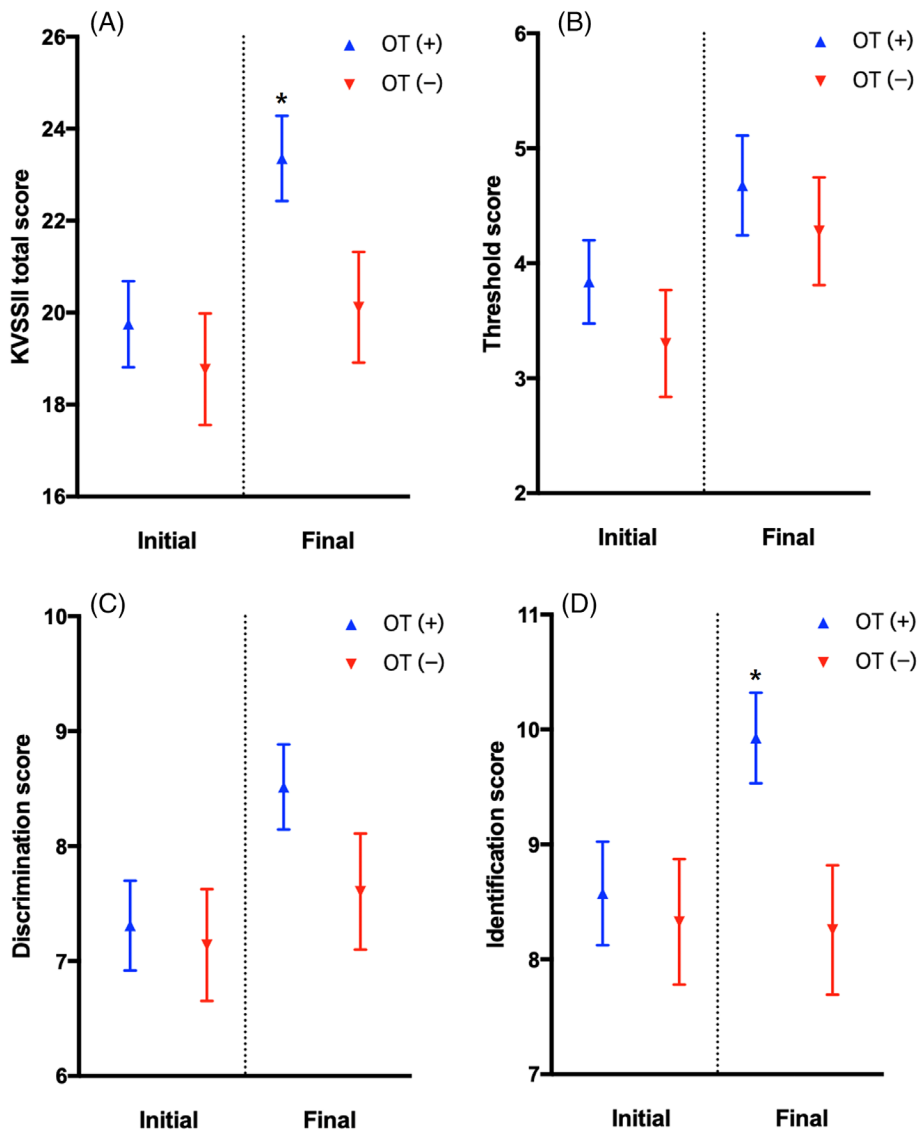 (A)
OT (+)
OT (−)
*
KVSSII total score
26
24
22
20
18
16
Initial
Final
(B)
OT (+)
OT (−)
Threshold score
6
5
4
3
2
Initial
Final
(C)
OT (+)
OT (−)
Discrimination score
10
9
8
7
6
Initial
Final
(D)
OT (+)
OT (−)
*
Identification score
11
10
9
8
7
Initial
Final